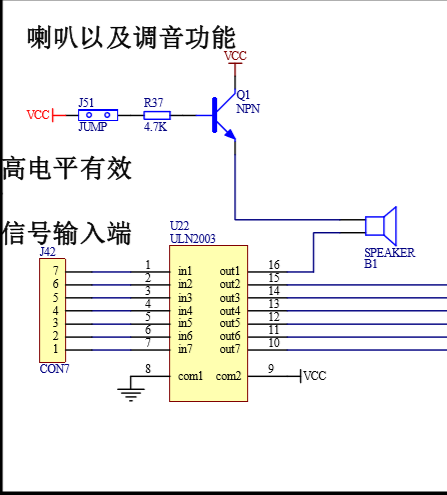 喇叭以及调音功能
VCC
J51
R37
Q1
NPN
VCC
JUMP
4.7K
高电平有效
信号输入端
U22
ULN2003
J42
SPEAKER
B1
7 1 in1 out1 16
6 2 in2 out2 15
5 3 in3 out3 14
4 4 in4 out4 13
3 5 in5 out5 12
2 6 in6 out6 11
1 7 in7 out7 10
CON7
8 com1 com2 9 VCC